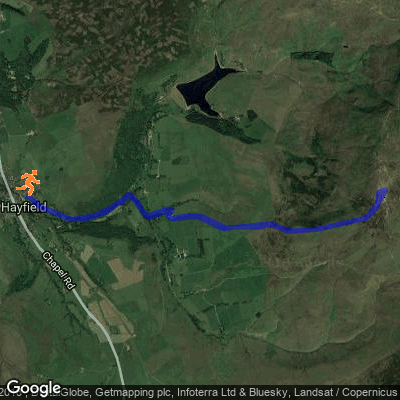 Hayfield
Chapel Rd
Google
Globe, Getmapping plc, Infoterra Ltd & Bluesky, Landsat / Copernicus